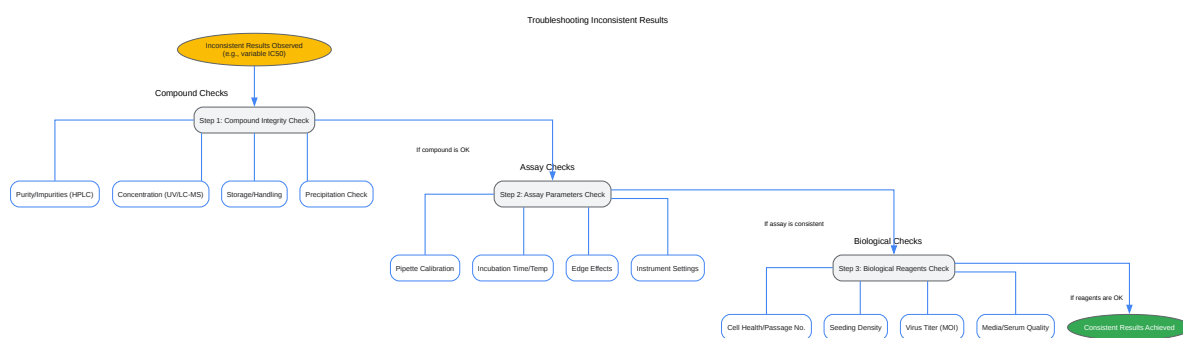 Troubleshooting Inconsistent Results
Inconsistent Results Observed
(e.g., variable IC50)
Compound Checks
Step 1: Compound Integrity Check
If compound is OK
Assay Checks
Purity/Impurities (HPLC)
Concentration (UV/LC-MS)
Storage/Handling
Precipitation Check
Step 2: Assay Parameters Check
If assay is consistent
Biological Checks
Pipette Calibration
Incubation Time/Temp
Edge Effects
Instrument Settings
Step 3: Biological Reagents Check
If reagents are OK
Cell Health/Passage No.
Seeding Density
Virus Titer (MOI)
Media/Serum Quality
Consistent Results Achieved